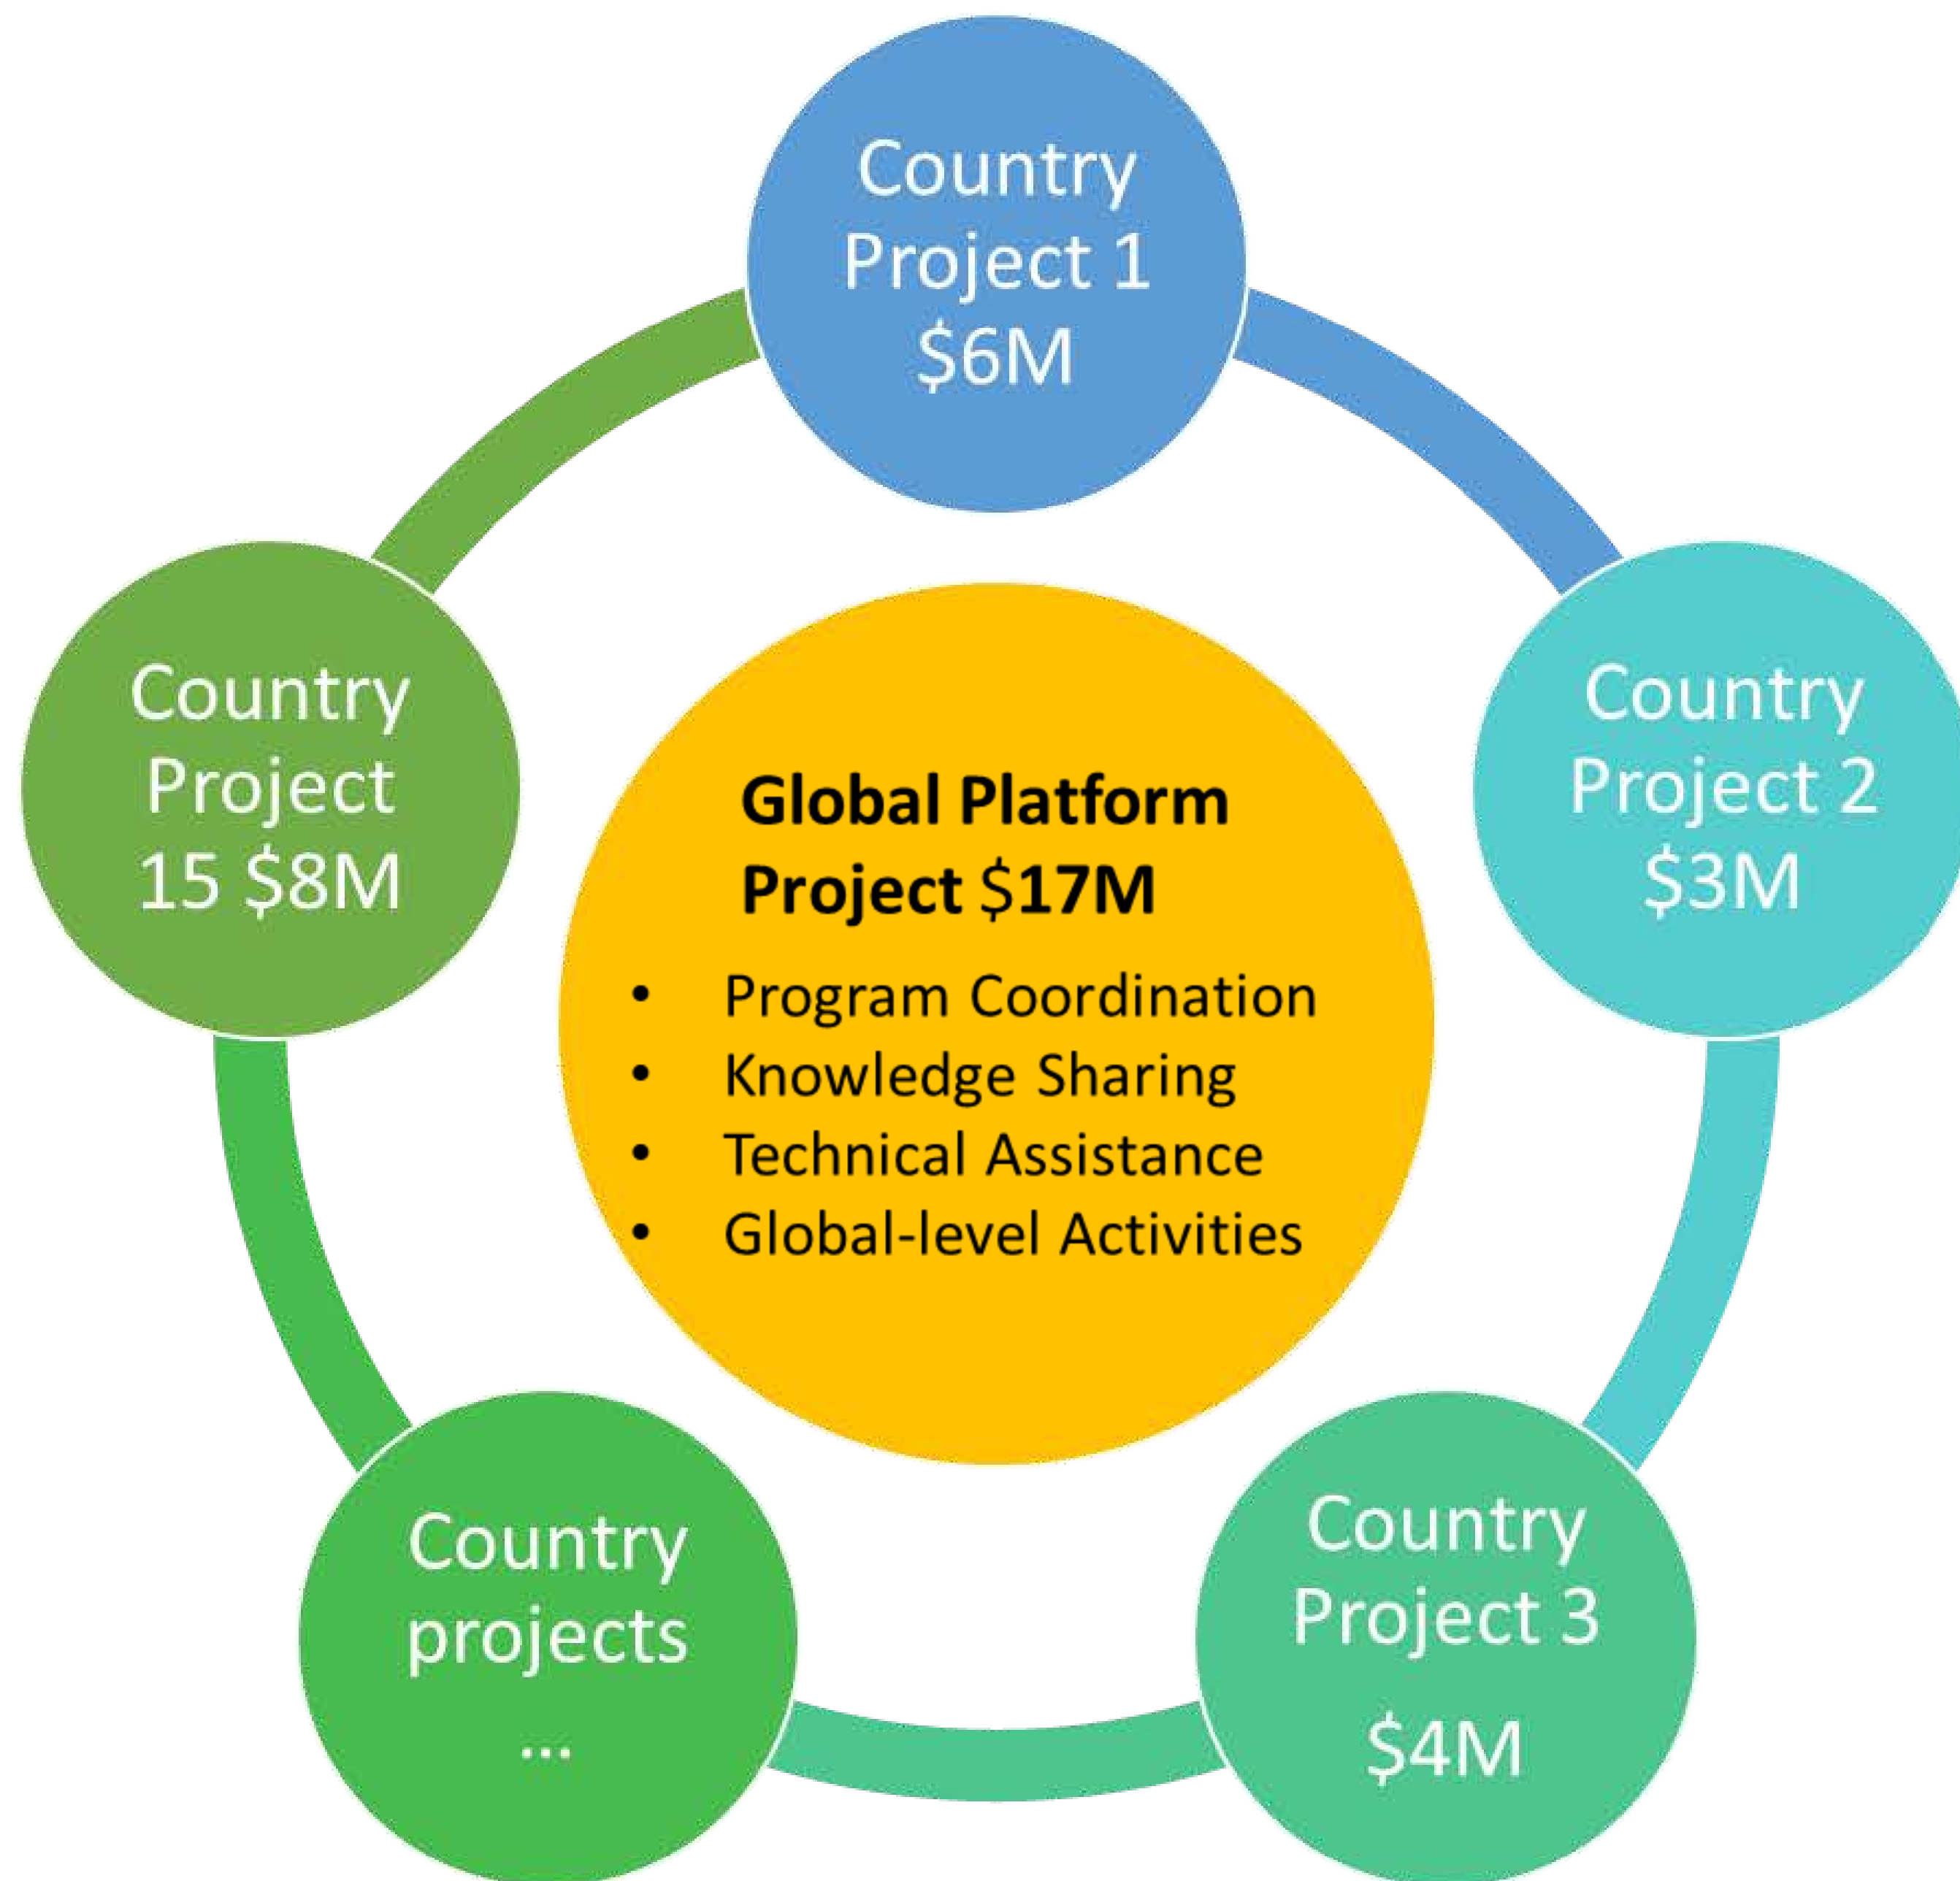 Country
Project 1
$6M
Country
Project 2
$3M
Country
Project 3
$4M
Country
projects
...
Country
Project
15 $8M
Global Platform
Project $17M
• Program Coordination
• Knowledge Sharing
• Technical Assistance
• Global-level Activities